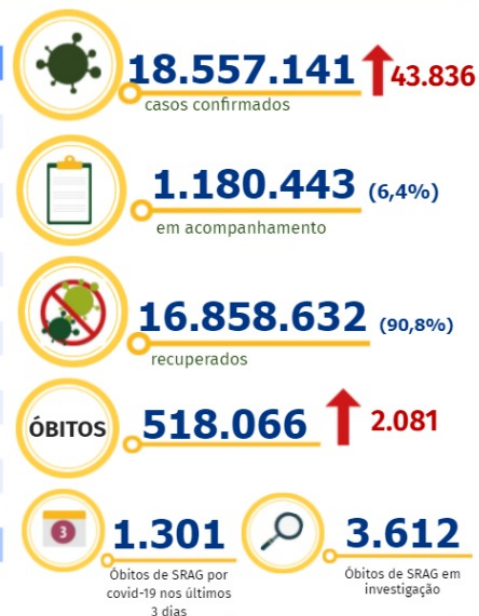 18.557.141 43.836
casos confirmados
1.180.443 (6,4%)
em acompanhamento
16.858.632 (90,8%)
recuperados
ÓBITOS 518.066 2.081
3 1.301 3.612
Óbitos de SRAG por
covid-19 nos últimos
3 dias
Óbitos de SRAG em
investigação